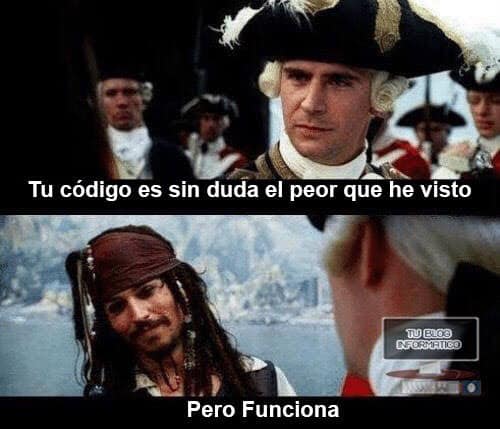 Tu código es sin duda el peor que he visto
TU BLOG
INFORMATICO
Pero Funciona